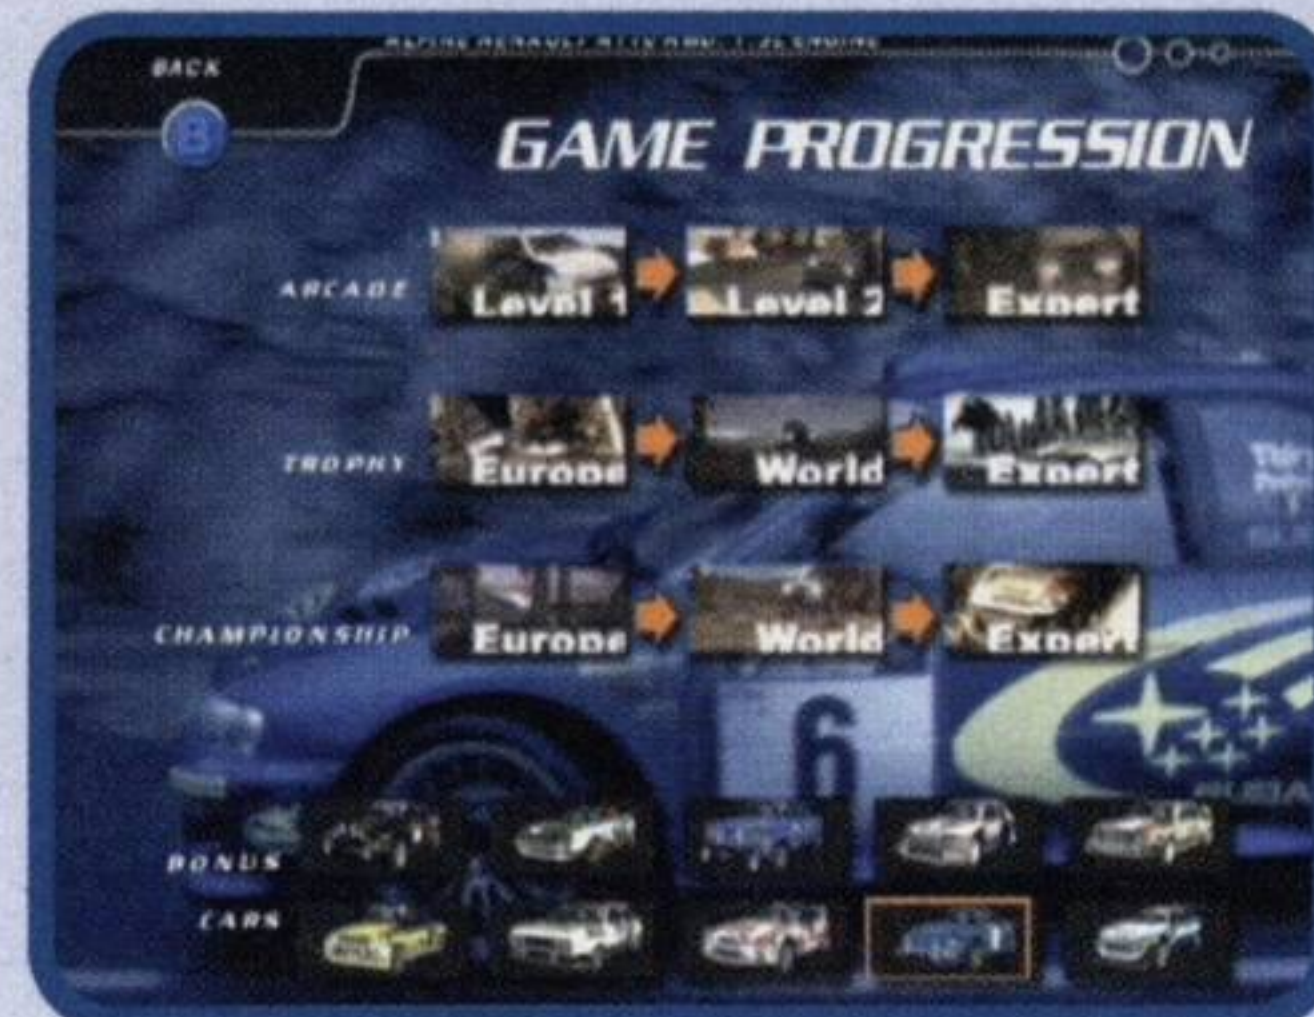 BACK
B
GAME PROGRESSION
ARCADE
Level 1
Level 2
Expert
TROPHY
Europe
World
Expert
CHAMPIONSHIP
Europe
World
Expert
6
SUBA
BONUS
CARS